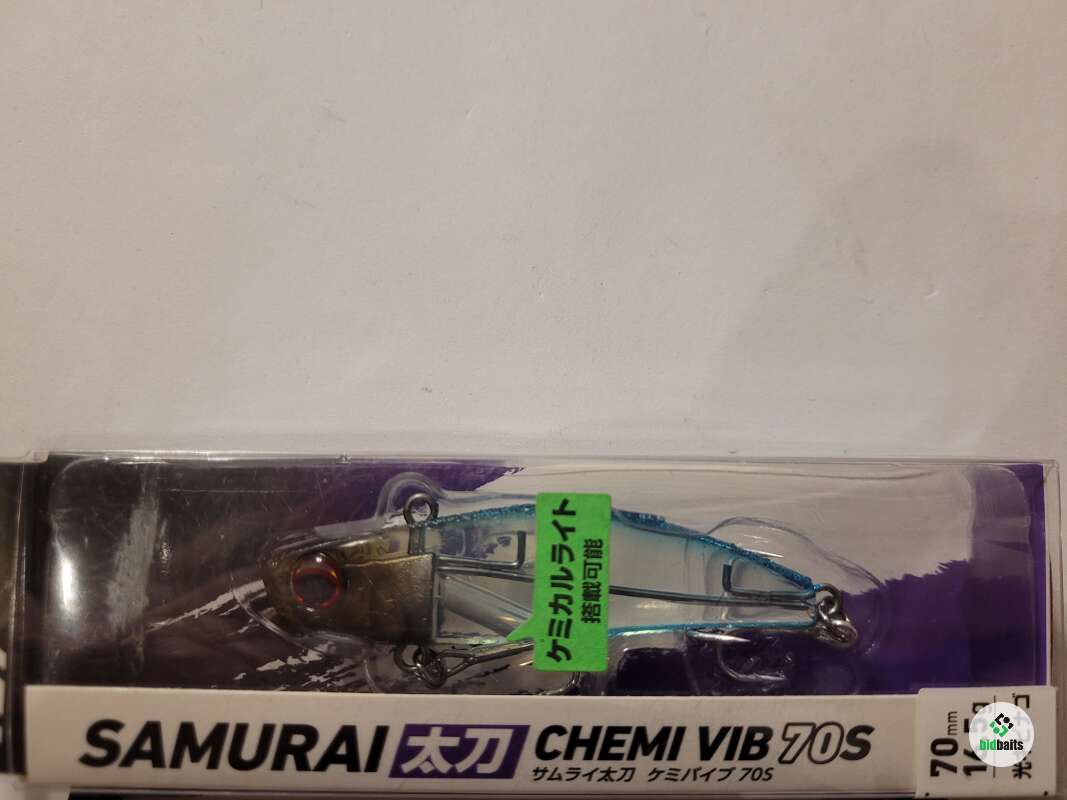 ケミカルライト
搭載可能
SAMURAI 太刀 CHEMI VIB 70S
サムライ太刀 ケミバイブ 70S
70mm
bidbaits